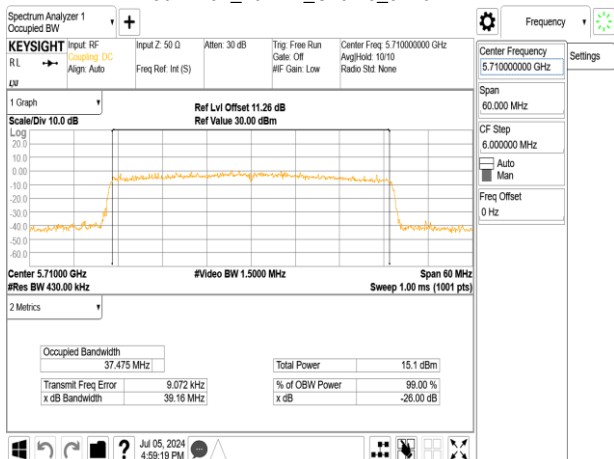 Spectrum Analyzer 1
Occupied BW
Frequency
KEYSIGHT
RL
Input: RF
Coupling: DC
Align: Auto
Input Z: 50 Ω
Freq Ref: Int (S)
Atten: 30 dB
Trig: Free Run
Gate: Off
#IF Gain: Low
Center Freq: 5.710000000 GHz
Avg|Hold: 10/10
Radio Std: None
LXI
1 Graph
Scale/Div 10.0 dB
Ref Lvl Offset 11.26 dB
Ref Value 30.00 dBm
Log
20.0
10.0
0.00
-10.0
-20.0
-30.0
-40.0
-50.0
-60.0
Center 5.71000 GHz
#Res BW 430.00 kHz
#Video BW 1.5000 MHz
Span 60 MHz
Sweep 1.00 ms (1001 pts)
2 Metrics
Occupied Bandwidth
37.475 MHz
Transmit Freq Error 9.072 kHz
x dB Bandwidth 39.16 MHz
Total Power 15.1 dBm
% of OBW Power 99.00 %
x dB -26.00 dB
Jul 05, 2024
4:59:19 PM
Center Frequency
5.710000000 GHz
Settings
Span
60.000 MHz
CF Step
6.000000 MHz
Auto
Man
Freq Offset
0 Hz